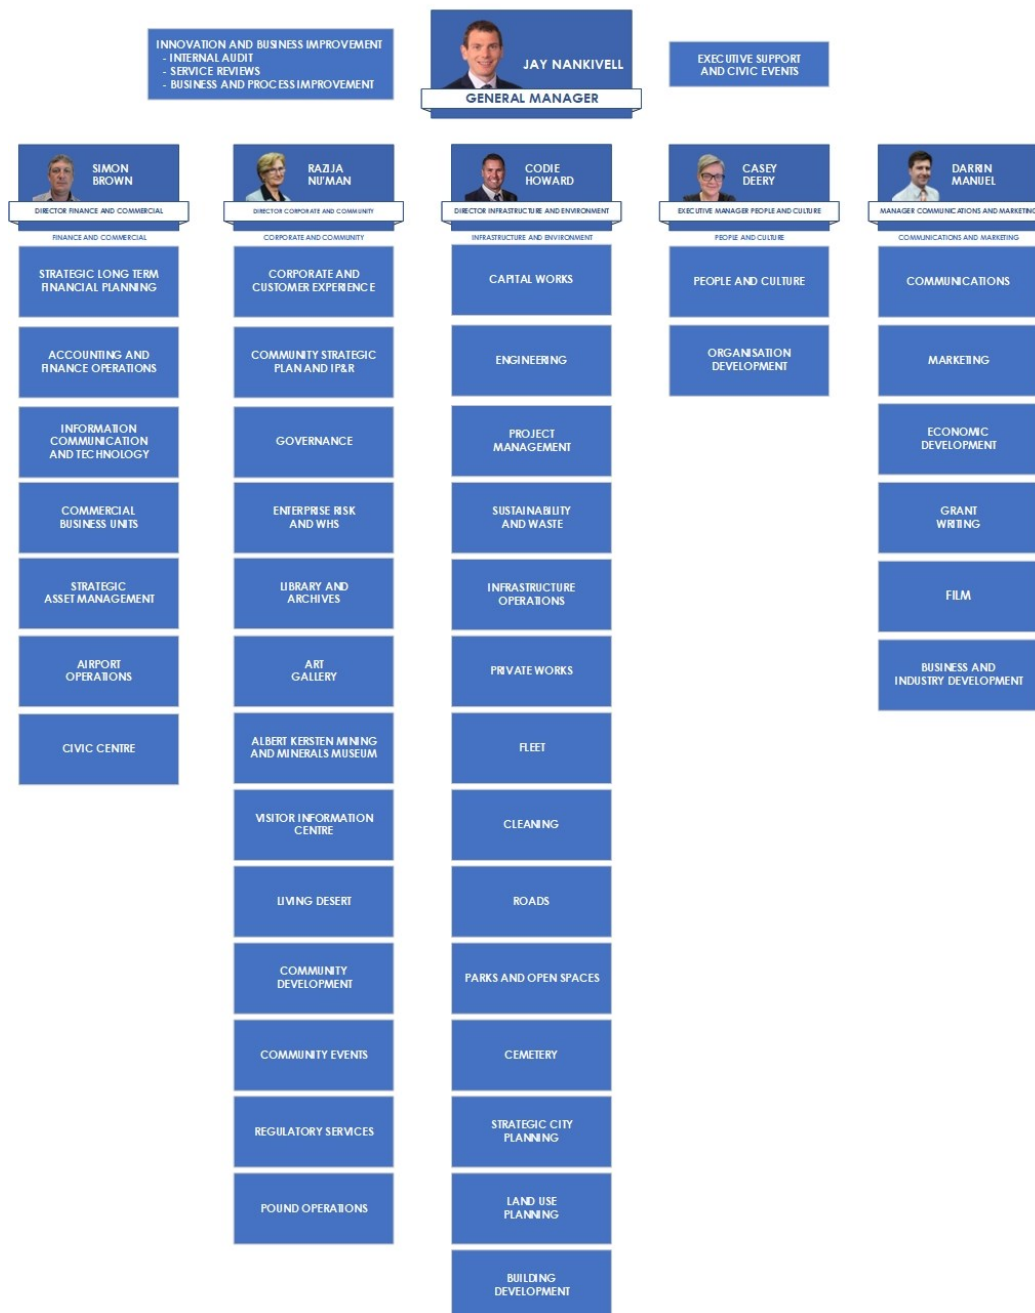 INNOVATION AND BUSINESS IMPROVEMENT
- INTERNAL AUDIT
- SERVICE REVIEWS
- BUSINESS AND PROCESS IMPROVEMENT
JAY NANKIVELL
GENERAL MANAGER
EXECUTIVE SUPPORT
AND CIVIC EVENTS
SIMON
BROWN
DIRECTOR FINANCE AND COMMERCIAL
FINANCE AND COMMERCIAL
STRATEGIC LONG TERM
FINANCIAL PLANNING
ACCOUNTING AND
FINANCE OPERATIONS
INFORMATION
COMMUNICATION
AND TECHNOLOGY
COMMERCIAL
BUSINESS UNITS
STRATEGIC
ASSET MANAGEMENT
AIRPORT
OPERATIONS
CIVIC CENTRE
RAZIJA
NU'MAN
DIRECTOR CORPORATE AND COMMUNITY
CORPORATE AND COMMUNITY
CORPORATE AND
CUSTOMER EXPERIENCE
COMMUNITY STRATEGIC
PLAN AND IP&R
GOVERNANCE
ENTERPRISE RISK
AND WHS
LIBRARY AND
ARCHIVES
ART
GALLERY
ALBERT KERSTEN MINING
AND MINERALS MUSEUM
VISITOR INFORMATION
CENTRE
LIVING DESERT
COMMUNITY
DEVELOPMENT
COMMUNITY EVENTS
REGULATORY SERVICES
POUND OPERATIONS
CODIE
HOWARD
DIRECTOR INFRASTRUCTURE AND ENVIRONMENT
INFRASTRUCTURE AND ENVIRONMENT
CAPITAL WORKS
ENGINEERING
PROJECT
MANAGEMENT
SUSTAINABILITY
AND WASTE
INFRASTRUCTURE
OPERATIONS
PRIVATE WORKS
FLEET
CLEANING
ROADS
PARKS AND OPEN SPACES
CEMETERY
STRATEGIC CITY
PLANNING
LAND USE
PLANNING
BUILDING
DEVELOPMENT
CASEY
DEERY
EXECUTIVE MANAGER PEOPLE AND CULTURE
PEOPLE AND CULTURE
PEOPLE AND CULTURE
ORGANISATION
DEVELOPMENT
DARRIN
MANUEL
MANAGER COMMUNICATIONS AND MARKETING
COMMUNICATIONS AND MARKETING
COMMUNICATIONS
MARKETING
ECONOMIC
DEVELOPMENT
GRANT
WRITING
FILM
BUSINESS AND
INDUSTRY DEVELOPMENT